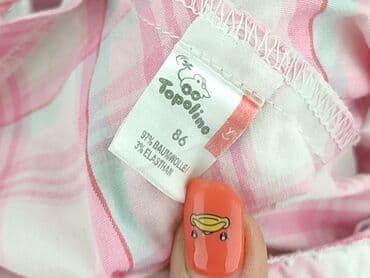 Topolino
86
97% BAUMWOLLE/
3% ELASTHAN